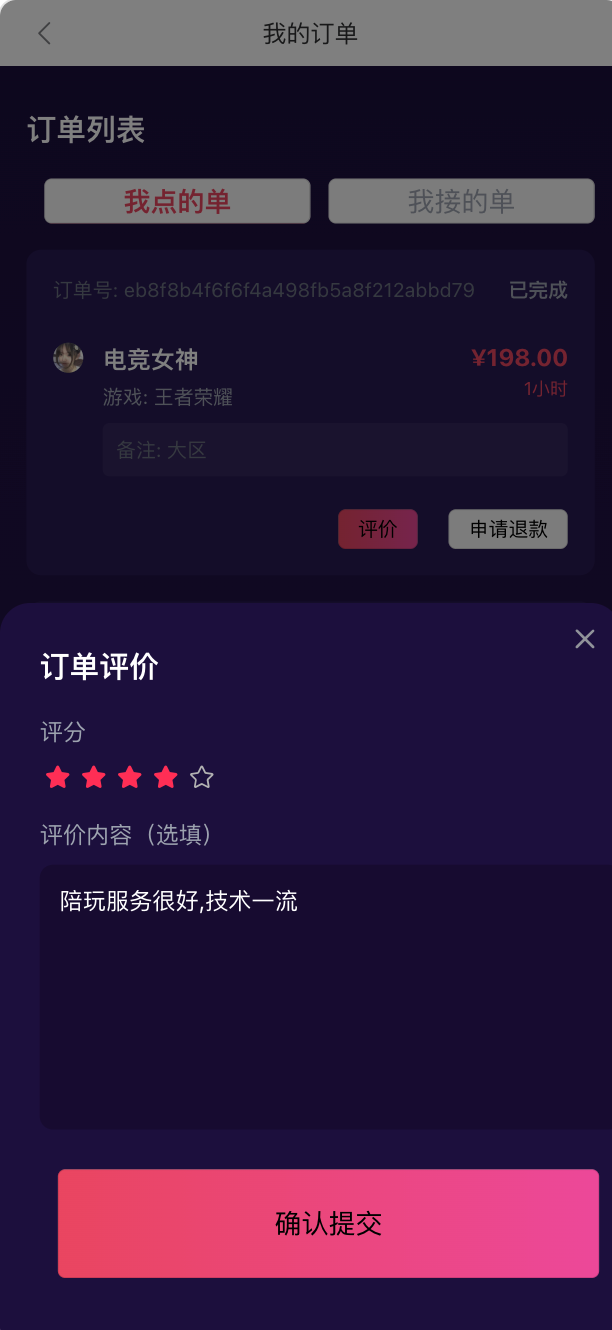 我的订单
订单列表
我点的单
我接的单
订单号: eb8f8b4f6f6f4a498fb5a8f212abbd79
已完成
电竞女神
¥198.00
游戏: 王者荣耀
1小时
备注: 大区
评价
申请退款
订单评价
评分
评价内容（选填）
陪玩服务很好,技术一流
确认提交